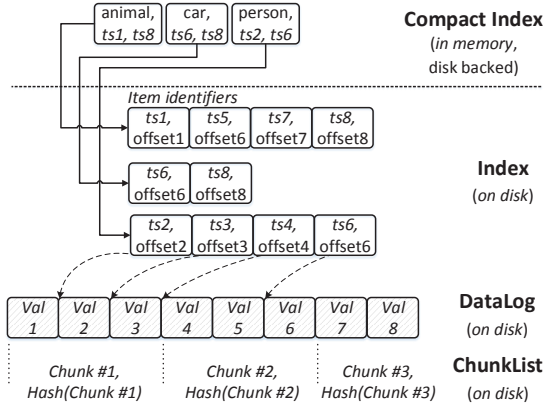 animal, car, person,
ts1, ts8 ts6, ts8 ts2, ts6
Compact Index
(in memory,
disk backed)
Item identifiers
ts1, ts5, ts7, ts8,
offset1 offset6 offset7 offset8
ts6, ts8,
offset6 offset8
Index
(on disk)
ts2, ts3, ts4, ts6,
offset2 offset3 offset4 offset6
Val Val Val Val Val Val Val Val
1 2 3 4 5 6 7 8
DataLog
(on disk)
Chunk #1, Chunk #2, Chunk #3,
Hash(Chunk #1) Hash(Chunk #2) Hash(Chunk #3)
ChunkList
(on disk)